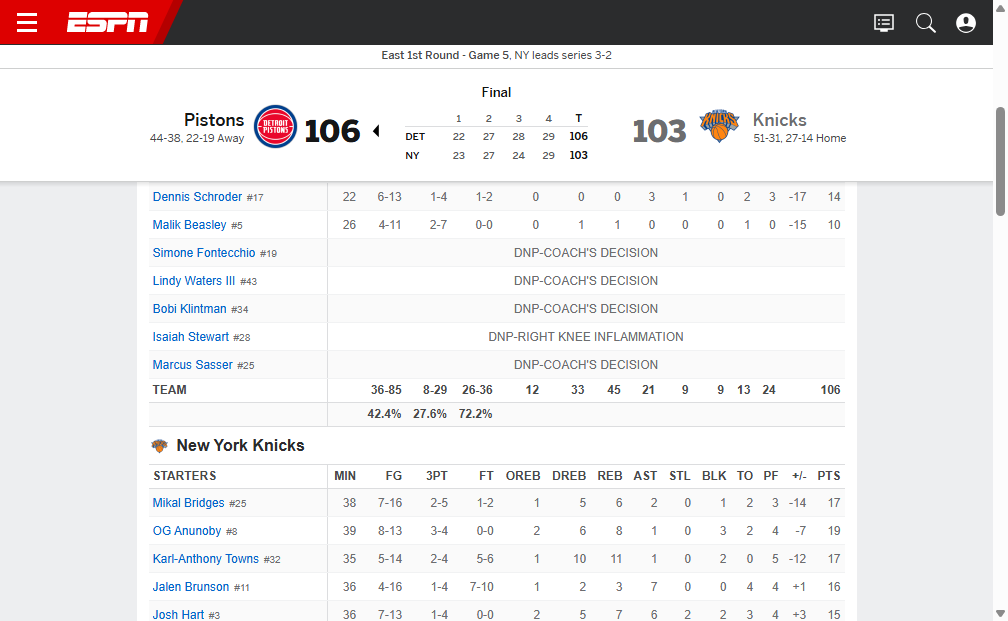 ESPN
East 1st Round - Game 5, NY leads series 3-2
Final
Pistons
44-38, 22-19 Away
DETROIT PISTONS
106
1 2 3 4 T
DET 22 27 28 29 106
NY 23 27 24 29 103
103
KNICKS
Knicks
51-31, 27-14 Home
Dennis Schroder #17 22 6-13 1-4 1-2 0 0 0 3 1 0 2 3 -17 14
Malik Beasley #5 26 4-11 2-7 0-0 0 1 1 0 0 0 1 0 -15 10
Simone Fontecchio #19 DNP-COACH'S DECISION
Lindy Waters III #43 DNP-COACH'S DECISION
Bobi Klintman #34 DNP-COACH'S DECISION
Isaiah Stewart #28 DNP-RIGHT KNEE INFLAMMATION
Marcus Sasser #25 DNP-COACH'S DECISION
TEAM 36-85 8-29 26-36 12 33 45 21 9 9 13 24 106
42.4% 27.6% 72.2%
New York Knicks
STARTERS MIN FG 3PT FT OREB DREB REB AST STL BLK TO PF +/- PTS
Mikal Bridges #25 38 7-16 2-5 1-2 1 5 6 2 0 1 2 3 -14 17
OG Anunoby #8 39 8-13 3-4 0-0 2 6 8 1 0 3 2 4 -7 19
Karl-Anthony Towns #32 35 5-14 2-4 5-6 1 10 11 1 0 2 0 5 -12 17
Jalen Brunson #11 36 4-16 1-4 7-10 1 2 3 7 0 0 4 4 +1 16
Josh Hart #3 36 7-13 1-4 0-0 2 5 7 6 2 2 3 4 +3 15